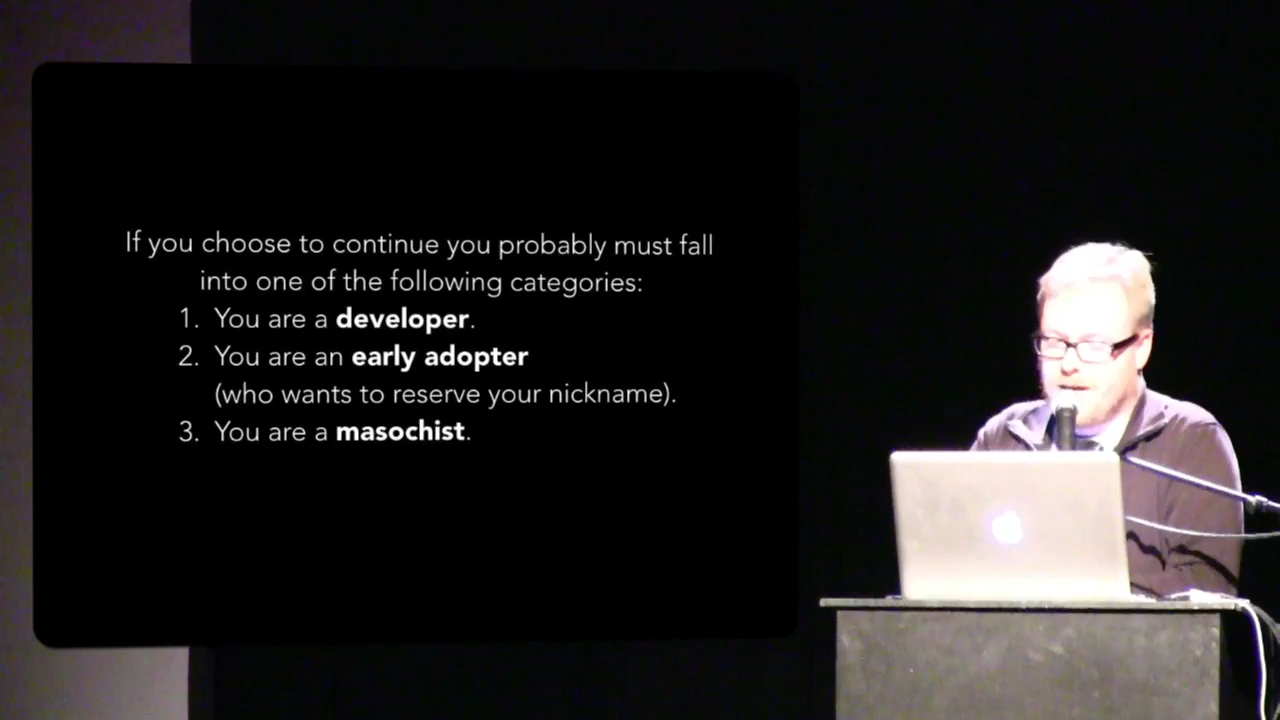 If you choose to continue you probably must fall
into one of the following categories:
1. You are a developer.
2. You are an early adopter
(who wants to reserve your nickname).
3. You are a masochist.